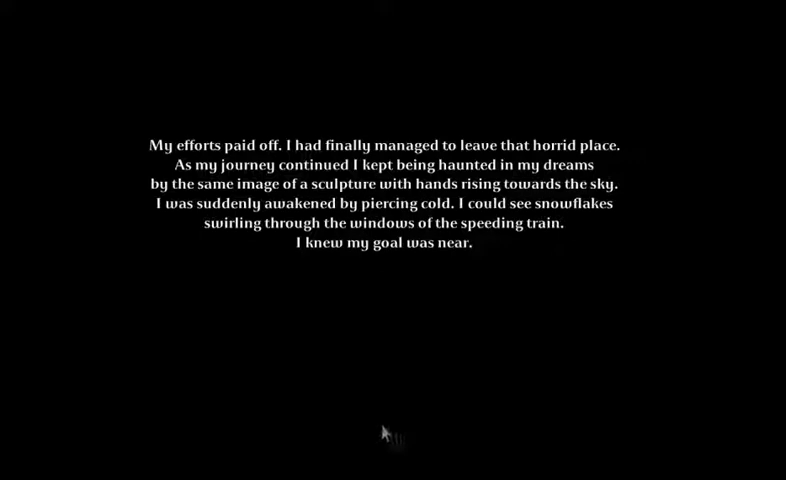 My efforts paid off. I had finally managed to leave that horrid place.
As my journey continued I kept being haunted in my dreams
by the same image of a sculpture with hands rising towards the sky.
I was suddenly awakened by piercing cold. I could see snowflakes
swirling through the windows of the speeding train.
I knew my goal was near.